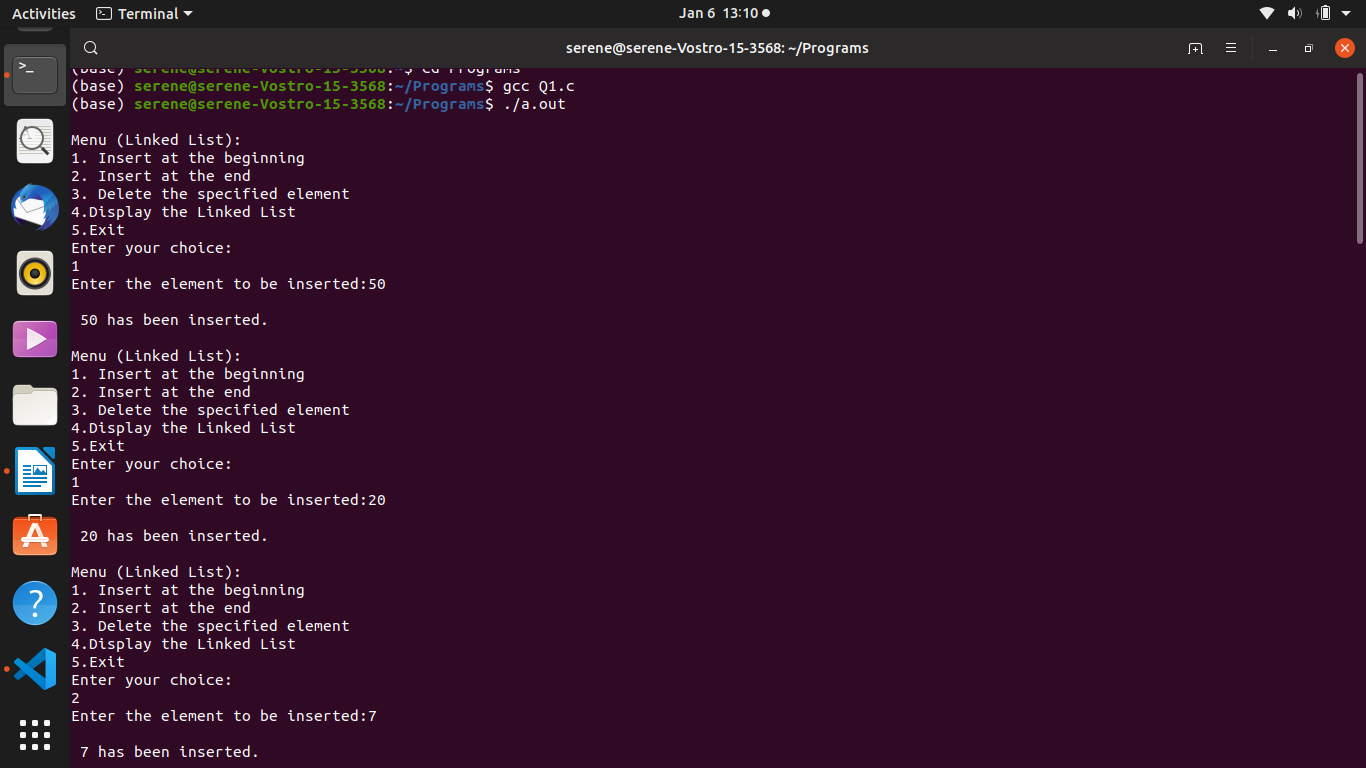 Activities
Terminal
Jan 6 13:10
serene@serene-Vostro-15-3568: ~/Programs
(base) serene@serene-Vostro-15-3568:~$ cd Programs
(base) serene@serene-Vostro-15-3568:~/Programs$ gcc Q1.c
(base) serene@serene-Vostro-15-3568:~/Programs$ ./a.out
Menu (Linked List):
1. Insert at the beginning
2. Insert at the end
3. Delete the specified element
4.Display the Linked List
5.Exit
Enter your choice:
1
Enter the element to be inserted:50
50 has been inserted.
Menu (Linked List):
1. Insert at the beginning
2. Insert at the end
3. Delete the specified element
4.Display the Linked List
5.Exit
Enter your choice:
1
Enter the element to be inserted:20
20 has been inserted.
Menu (Linked List):
1. Insert at the beginning
2. Insert at the end
3. Delete the specified element
4.Display the Linked List
5.Exit
Enter your choice:
2
Enter the element to be inserted:7
7 has been inserted.